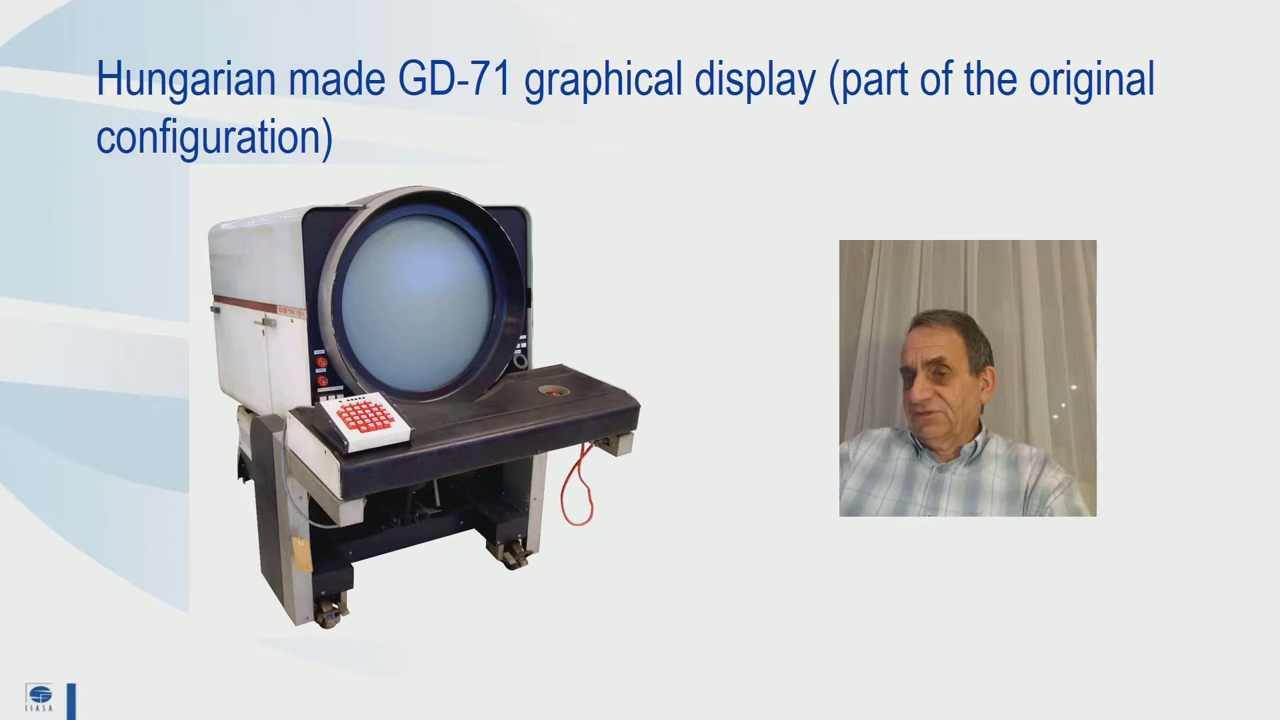 Hungarian made GD-71 graphical display (part of the original
configuration)
IIASA